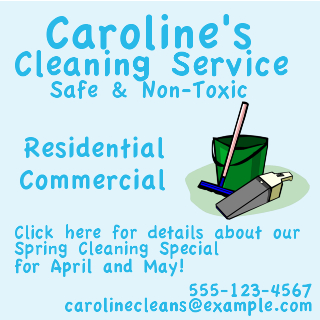 Caroline's
Cleaning Service
Safe & Non-Toxic
Residential
Commercial
Click here for details about our
Spring Cleaning Special
for April and May!
555-123-4567
carolinecleans@example.com